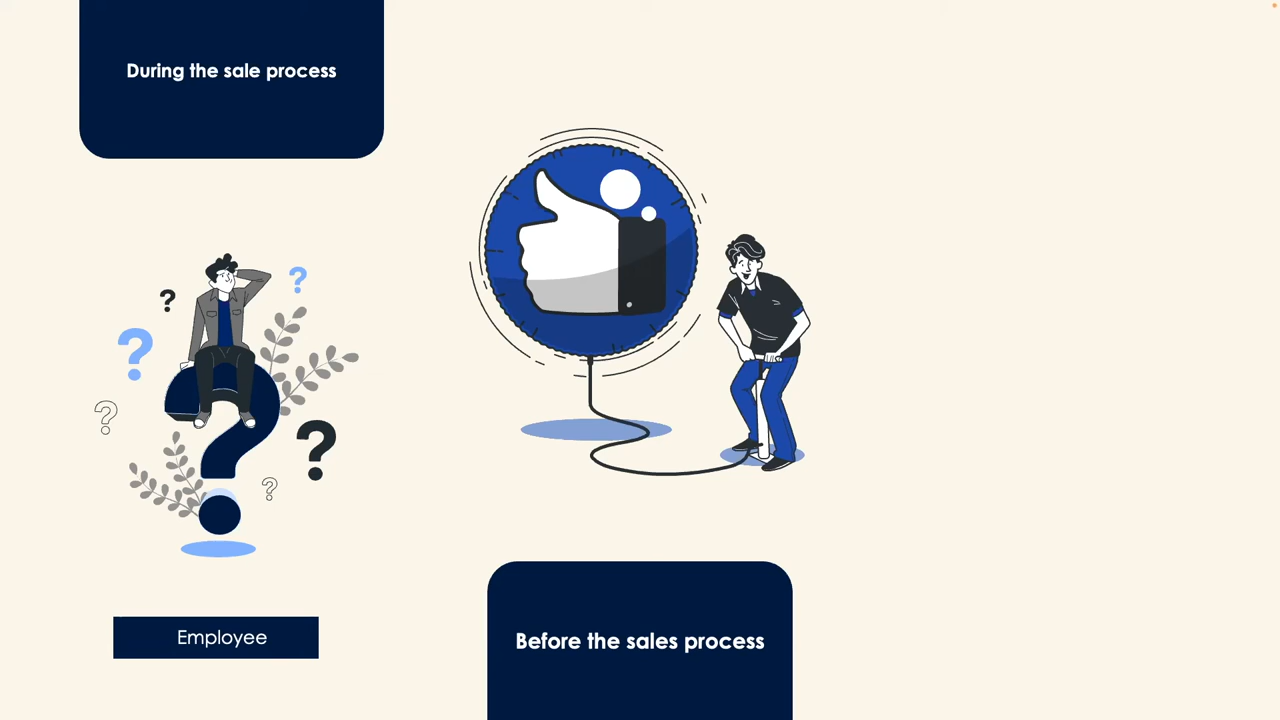 During the sale process
Employee
Before the sales process